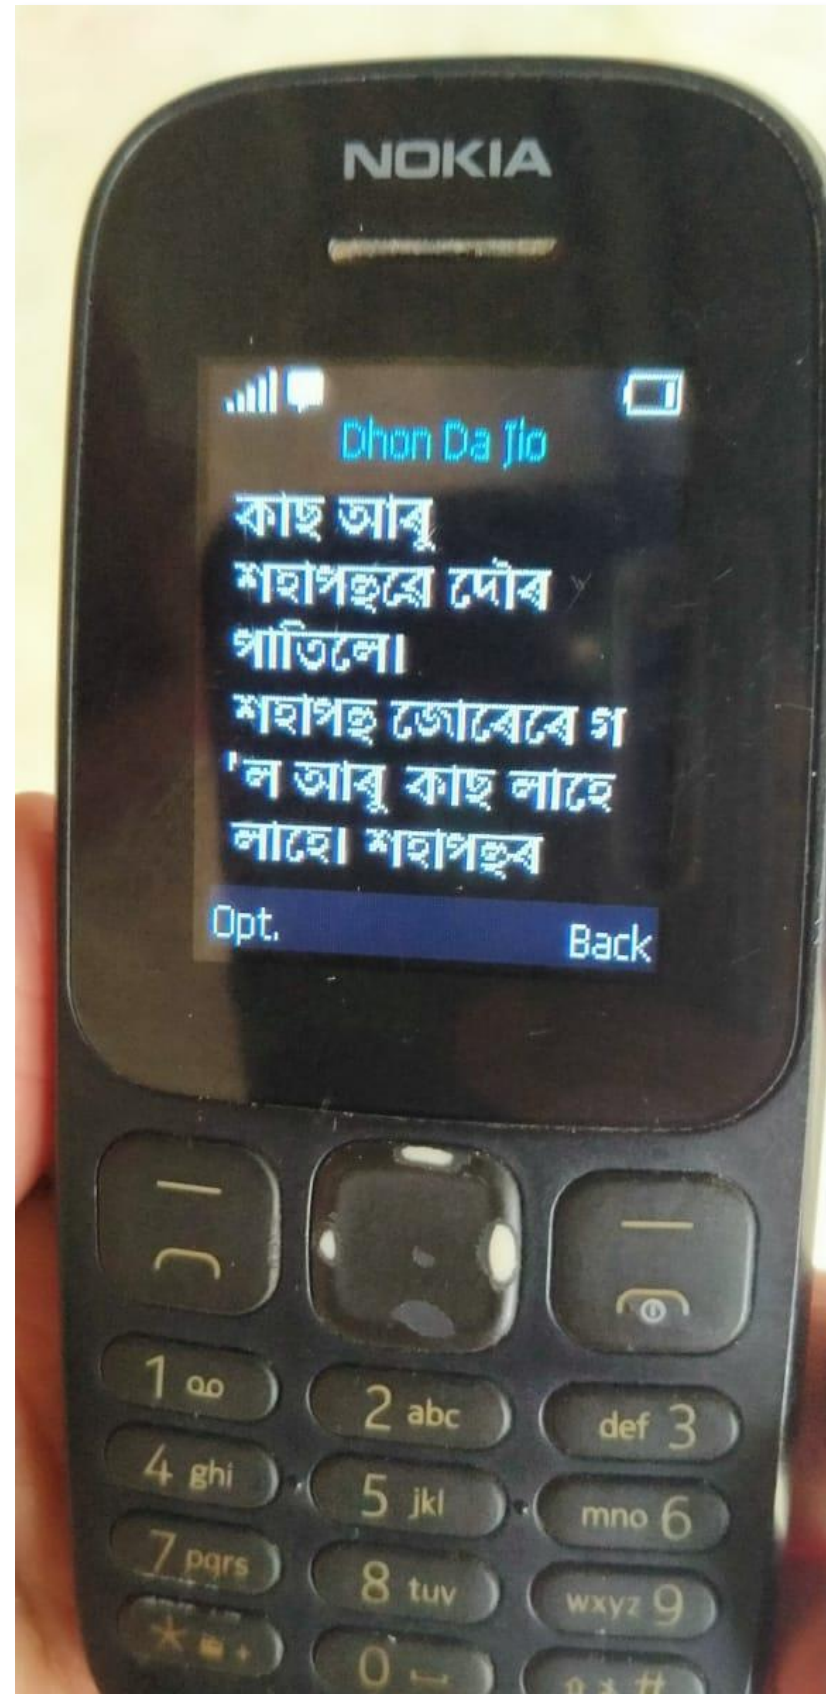 NOKIA
Dhon Da Jio
কাছ আৰু
শহাপহুৱে দৌৰ
পাতিলে।
শহাপহু জোৰেৰে গ
'ল আৰু কাছ লাহে
লাহে। শহাপহুৰ
Opt. Back
1
2 abc
def 3
4 ghi
5 jkl
mno 6
7 pqrs
8 tuv
wxyz 9
* +
0
#